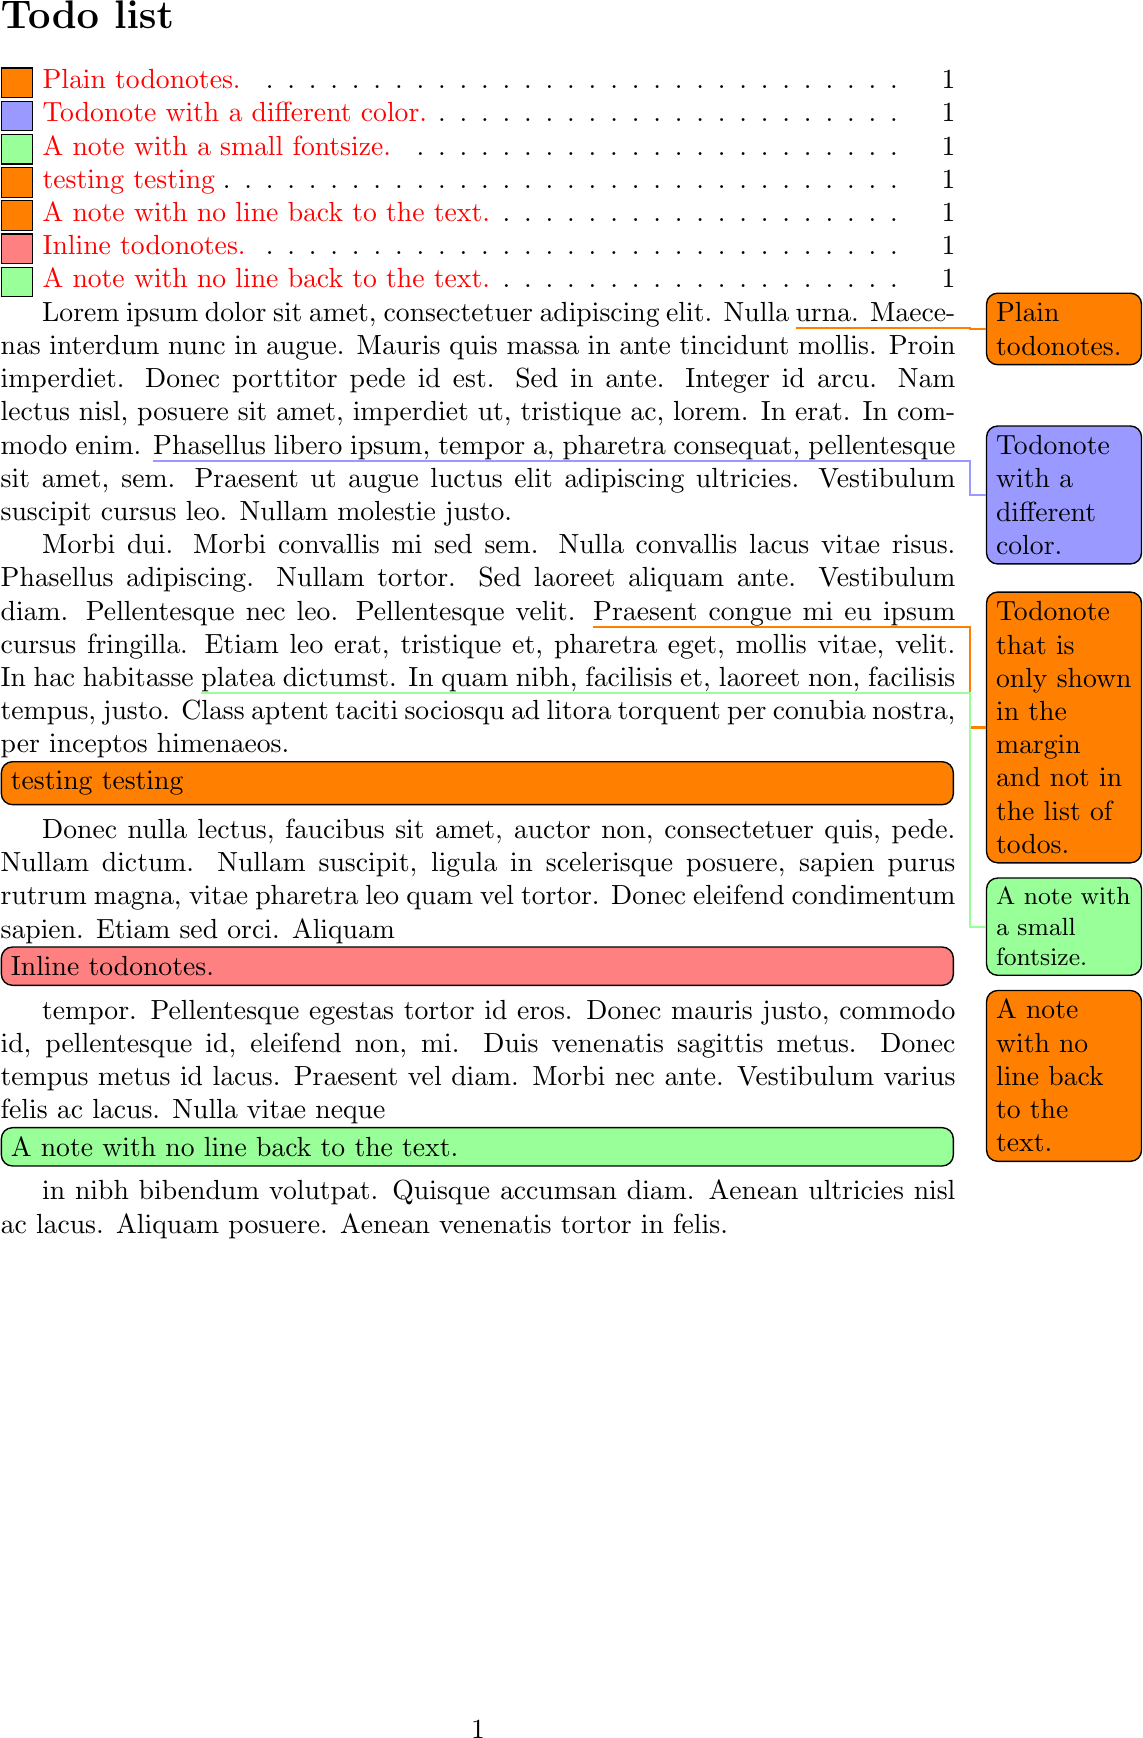 Todo list
Plain todonotes. . . . . . . . . . . . . . . . . . . . . . . . . . . . . . . 1
Todonote with a different color. . . . . . . . . . . . . . . . . . . . . . . 1
A note with a small fontsize. . . . . . . . . . . . . . . . . . . . . . . . 1
testing testing . . . . . . . . . . . . . . . . . . . . . . . . . . . . . . . . 1
A note with no line back to the text. . . . . . . . . . . . . . . . . . . . 1
Inline todonotes. . . . . . . . . . . . . . . . . . . . . . . . . . . . . . . 1
A note with no line back to the text. . . . . . . . . . . . . . . . . . . . 1
Lorem ipsum dolor sit amet, consectetuer adipiscing elit. Nulla urna. Maece-
nas interdum nunc in augue. Mauris quis massa in ante tincidunt mollis. Proin
imperdiet. Donec porttitor pede id est. Sed in ante. Integer id arcu. Nam
lectus nisl, posuere sit amet, imperdiet ut, tristique ac, lorem. In erat. In com-
modo enim. Phasellus libero ipsum, tempor a, pharetra consequat, pellentesque
sit amet, sem. Praesent ut augue luctus elit adipiscing ultricies. Vestibulum
suscipit cursus leo. Nullam molestie justo.
Morbi dui. Morbi convallis mi sed sem. Nulla convallis lacus vitae risus.
Phasellus adipiscing. Nullam tortor. Sed laoreet aliquam ante. Vestibulum
diam. Pellentesque nec leo. Pellentesque velit. Praesent congue mi eu ipsum
cursus fringilla. Etiam leo erat, tristique et, pharetra eget, mollis vitae, velit.
In hac habitasse platea dictumst. In quam nibh, facilisis et, laoreet non, facilisis
tempus, justo. Class aptent taciti sociosqu ad litora torquent per conubia nostra,
per inceptos himenaeos.
testing testing
Donec nulla lectus, faucibus sit amet, auctor non, consectetuer quis, pede.
Nullam dictum. Nullam suscipit, ligula in scelerisque posuere, sapien purus
rutrum magna, vitae pharetra leo quam vel tortor. Donec eleifend condimentum
sapien. Etiam sed orci. Aliquam
Inline todonotes.
tempor. Pellentesque egestas tortor id eros. Donec mauris justo, commodo
id, pellentesque id, eleifend non, mi. Duis venenatis sagittis metus. Donec
tempus metus id lacus. Praesent vel diam. Morbi nec ante. Vestibulum varius
felis ac lacus. Nulla vitae neque
A note with no line back to the text.
in nibh bibendum volutpat. Quisque accumsan diam. Aenean ultricies nisl
ac lacus. Aliquam posuere. Aenean venenatis tortor in felis.
Plain
todonotes.
Todonote
with a
different
color.
Todonote
that is
only shown
in the
margin
and not in
the list of
todos.
A note with
a small
fontsize.
A note
with no
line back
to the
text.
1